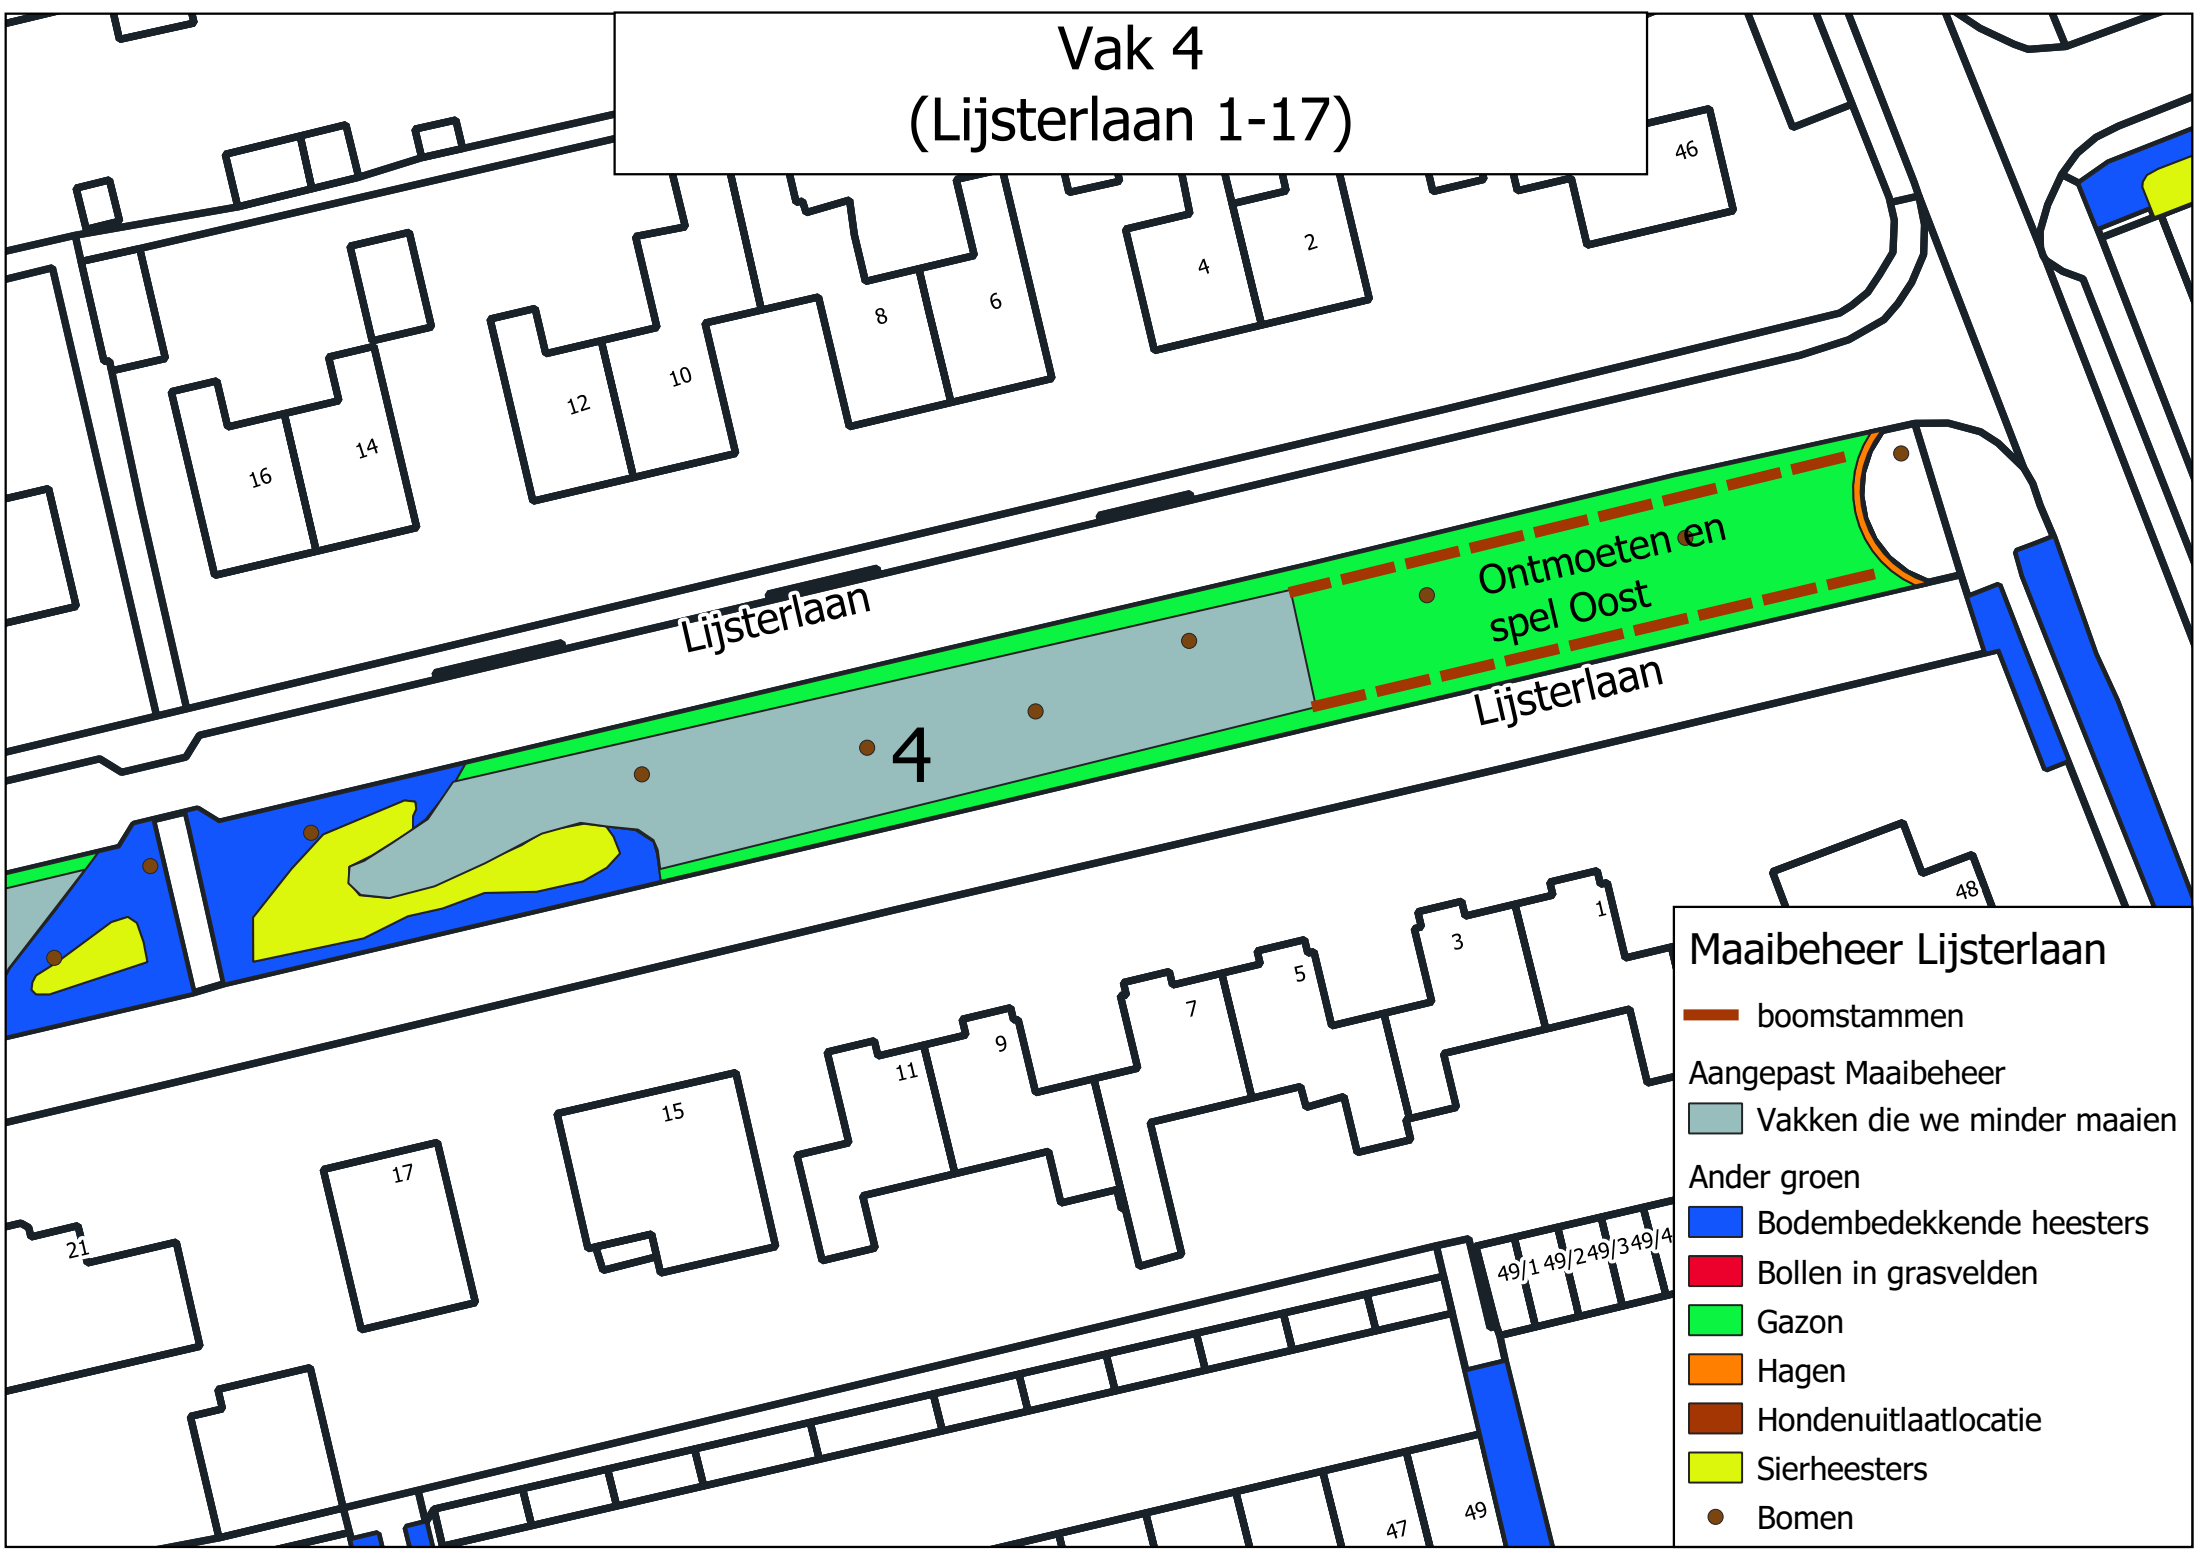 Vak 4
(Lijsterlaan 1-17)
46
2
4
6
8
10
12
14
16
Lijsterlaan
Ontmoeten en
spel Oost
Lijsterlaan
4
48
1
3
5
7
9
11
15
17
21
49/1
49/2
49/3
49/4
47
49
Maaibeheer Lijsterlaan
boomstammen
Aangepast Maaibeheer
Vakken die we minder maaien
Ander groen
Bodembedekkende heesters
Bollen in grasvelden
Gazon
Hagen
Hondenuitlaatlocatie
Sierheesters
Bomen